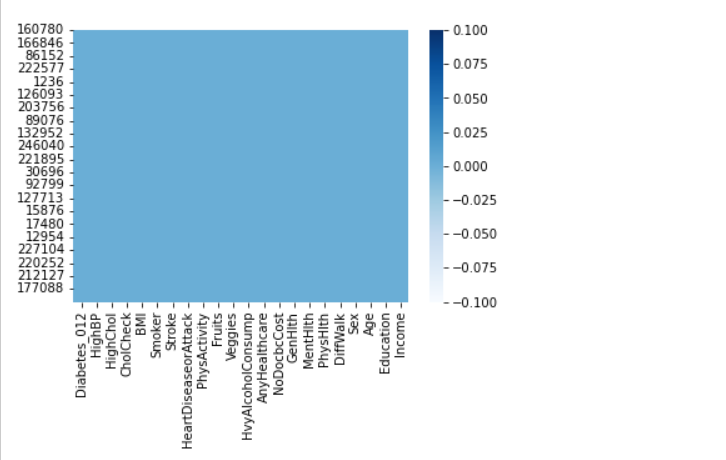 160780
166846
86152
222577
1236
126093
203756
89076
132952
246040
221895
30696
92799
127713
15876
17480
12954
227104
220252
212127
177088
0.100
0.075
0.050
0.025
0.000
−0.025
−0.050
−0.075
−0.100
Diabetes_012
HighBP
HighChol
CholCheck
BMI
Smoker
Stroke
HeartDiseaseorAttack
PhysActivity
Fruits
Veggies
HvyAlcoholConsump
AnyHealthcare
NoDocbcCost
GenHlth
MentHlth
PhysHlth
DiffWalk
Sex
Age
Education
Income